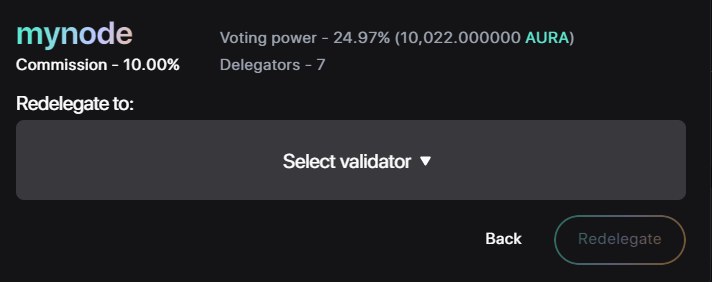 mynode
Voting power - 24.97% (10,022.000000 AURA)
Commission - 10.00%
Delegators - 7
Redelegate to:
Select validator ▼
Back
Redelegate